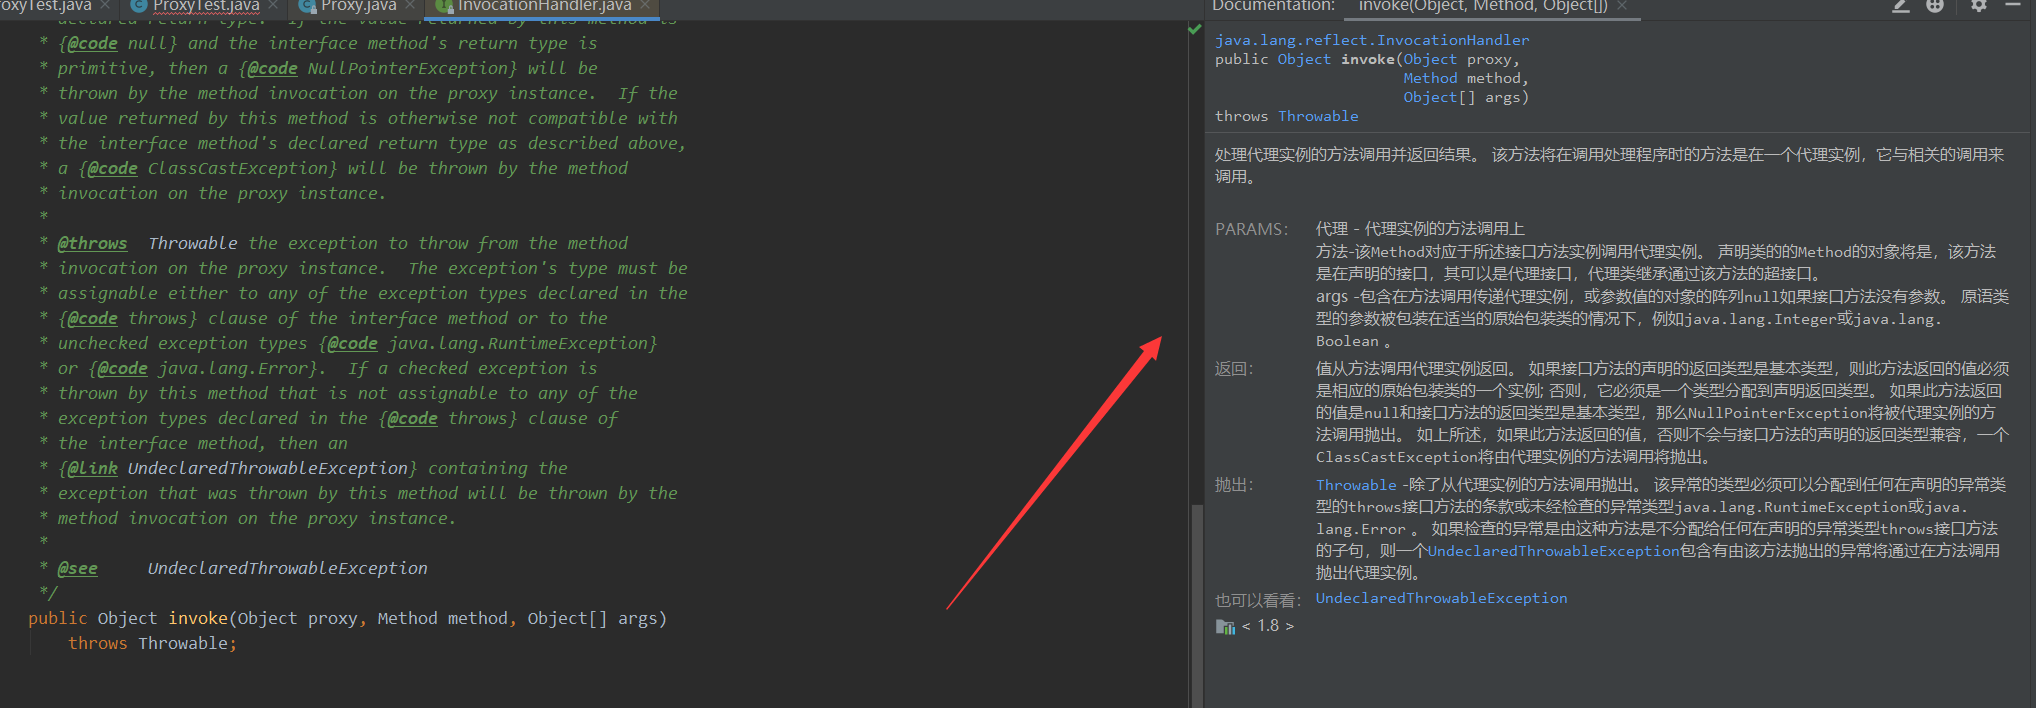 roxyTest.java
ProxyTest.java
Proxy.java
InvocationHandler.java
declared return type. If the value returned by this method is
* {@code null} and the interface method's return type is
* primitive, then a {@code NullPointerException} will be
* thrown by the method invocation on the proxy instance.  If the
* value returned by this method is otherwise not compatible with
* the interface method's declared return type as described above,
* a {@code ClassCastException} will be thrown by the method
* invocation on the proxy instance.
*
* @throws  Throwable the exception to throw from the method
* invocation on the proxy instance.  The exception's type must be
* assignable either to any of the exception types declared in the
* {@code throws} clause of the interface method or to the
* unchecked exception types {@code java.lang.RuntimeException}
* or {@code java.lang.Error}.  If a checked exception is
* thrown by this method that is not assignable to any of the
* exception types declared in the {@code throws} clause of
* the interface method, then an
* {@link UndeclaredThrowableException} containing the
* exception that was thrown by this method will be thrown by the
* method invocation on the proxy instance.
*
* @see     UndeclaredThrowableException
*/
public Object invoke(Object proxy, Method method, Object[] args)
throws Throwable;
Documentation:
invoke(Object, Method, Object[])
java.lang.reflect.InvocationHandler
public Object invoke(Object proxy,
Method method,
Object[] args)
throws Throwable
处理代理实例的方法调用并返回结果。 该方法将在调用处理程序时的方法是在一个代理实例，它与相关的调用来
调用。
PARAMS: 代理 - 代理实例的方法调用上
方法-该Method对应于所述接口方法实例调用代理实例。 声明类的的Method的对象将是，该方法
是在声明的接口，其可以是代理接口，代理类继承通过该方法的超接口。
args -包含在方法调用传递代理实例，或参数值的对象的阵列null如果接口方法没有参数。 原语类
型的参数被包装在适当的原始包装类的情况下，例如java.lang.Integer或java.lang.
Boolean 。
返回: 值从方法调用代理实例返回。 如果接口方法的声明的返回类型是基本类型，则此方法返回的值必须
是相应的原始包装类的一个实例; 否则，它必须是一个类型分配到声明返回类型。 如果此方法返回
的值是null和接口方法的返回类型是基本类型，那么NullPointerException将被代理实例的方
法调用抛出。 如上所述，如果此方法返回的值，否则不会与接口方法的声明的返回类型兼容，一个
ClassCastException将由代理实例的方法调用将抛出。
抛出: Throwable -除了从代理实例的方法调用抛出。 该异常的类型必须可以分配到任何在声明的异常类
型的throws接口方法的条款或未经检查的异常类型java.lang.RuntimeException或java.
lang.Error 。 如果检查的异常是由这种方法是不分配给任何在声明的异常类型throws接口方法
的子句，则一个UndeclaredThrowableException包含有由该方法抛出的异常将通过在方法调用
抛出代理实例。
也可以看看: UndeclaredThrowableException
< 1.8 >